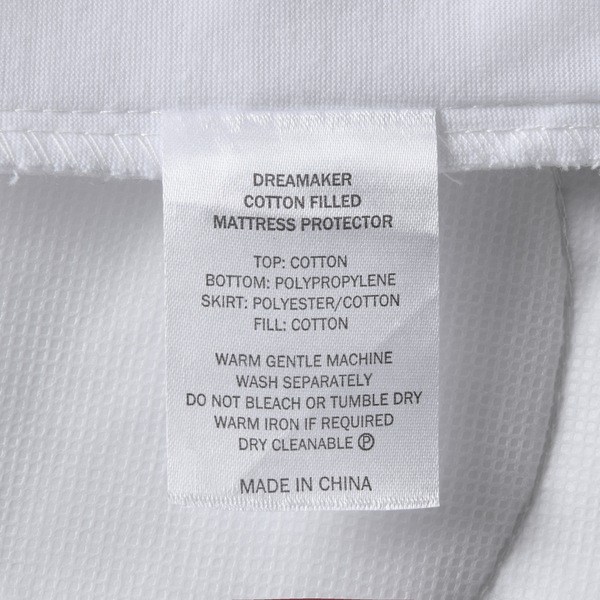 DREAMAKER
COTTON FILLED
MATTRESS PROTECTOR
TOP: COTTON
BOTTOM: POLYPROPYLENE
SKIRT: POLYESTER/COTTON
FILL: COTTON
WARM GENTLE MACHINE
WASH SEPARATELY
DO NOT BLEACH OR TUMBLE DRY
WARM IRON IF REQUIRED
DRY CLEANABLE Ⓟ
MADE IN CHINA